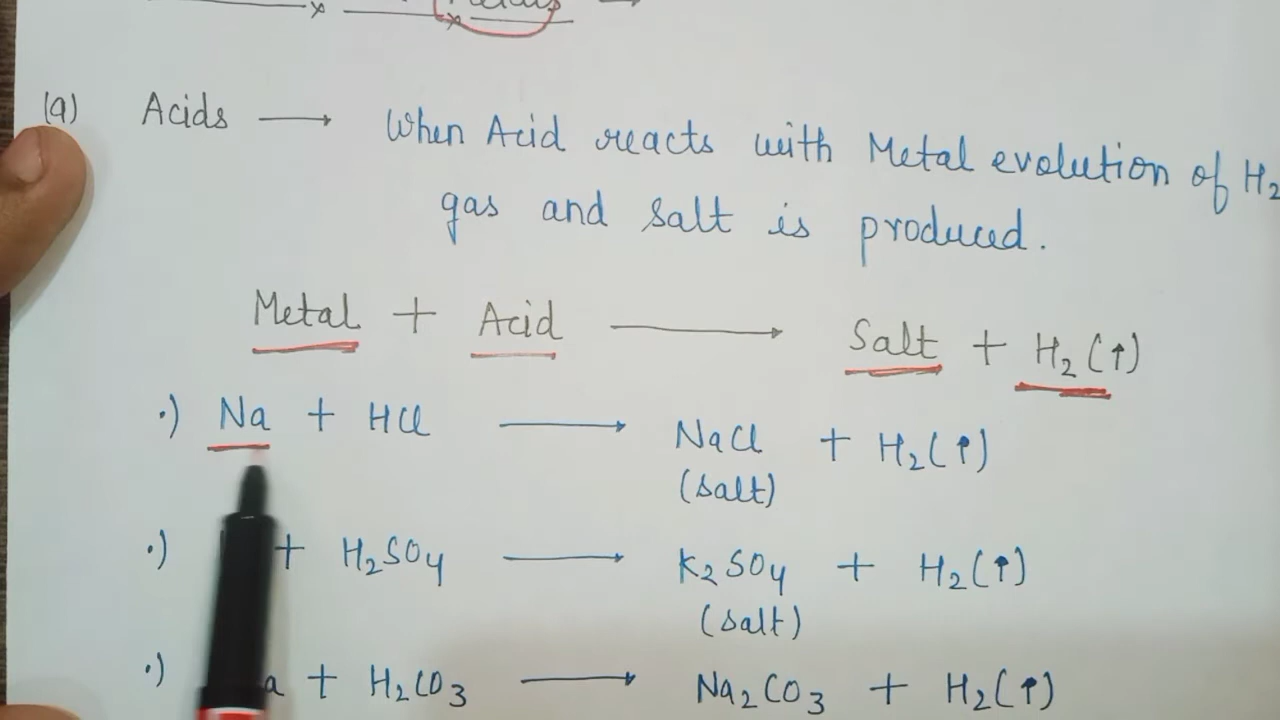 (a) Acids ⟶ When Acid reacts with Metal evolution of H₂
gas and salt is produced.
Metal + Acid ⟶ Salt + H₂(↑)
•) Na + HCl ⟶ NaCl + H₂(↑)
(salt)
•) + H₂SO₄ ⟶ K₂SO₄ + H₂(↑)
(salt)
•) a + H₂CO₃ ⟶ Na₂CO₃ + H₂(↑)